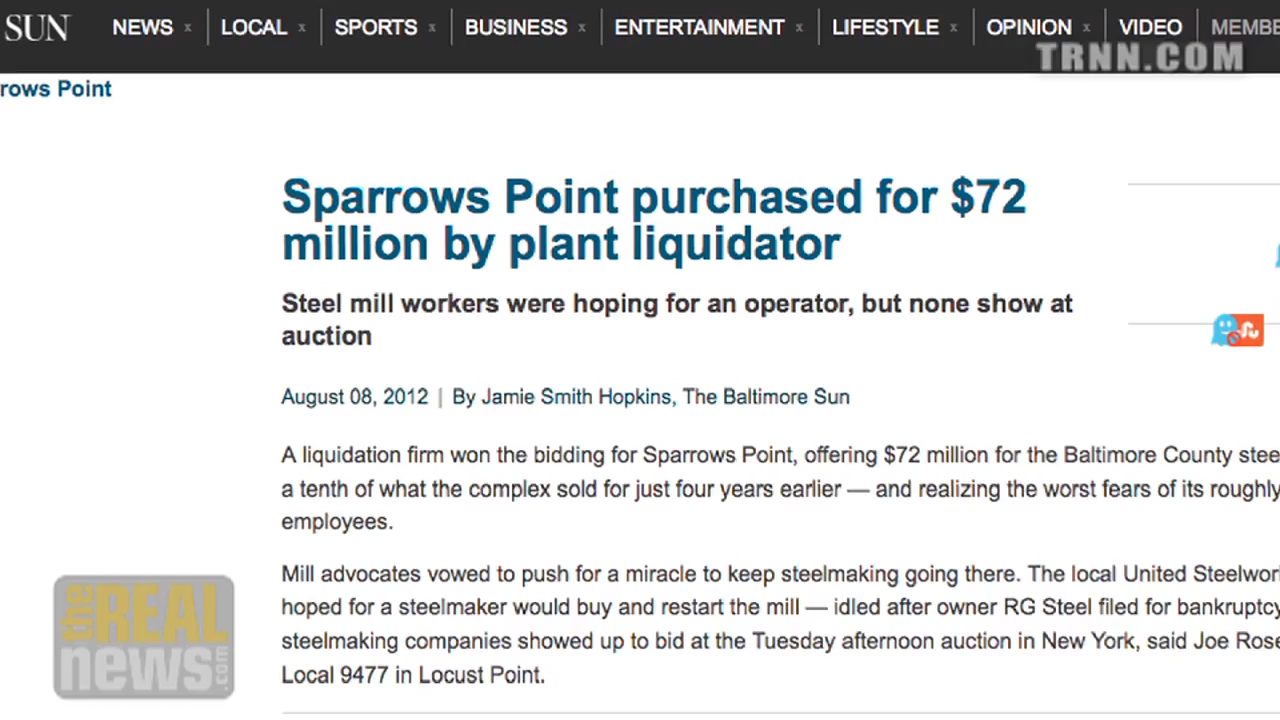 SUN NEWS x LOCAL x SPORTS x BUSINESS x ENTERTAINMENT x LIFESTYLE x OPINION x VIDEO MEMBE
TRNN.COM
rows Point
Sparrows Point purchased for $72
million by plant liquidator
Steel mill workers were hoping for an operator, but none show at
auction
August 08, 2012 | By Jamie Smith Hopkins, The Baltimore Sun
A liquidation firm won the bidding for Sparrows Point, offering $72 million for the Baltimore County stee
a tenth of what the complex sold for just four years earlier — and realizing the worst fears of its roughly
employees.
Mill advocates vowed to push for a miracle to keep steelmaking going there. The local United Steelwor
hoped for a steelmaker would buy and restart the mill — idled after owner RG Steel filed for bankruptcy
steelmaking companies showed up to bid at the Tuesday afternoon auction in New York, said Joe Rose
Local 9477 in Locust Point.
the REAL
news.com